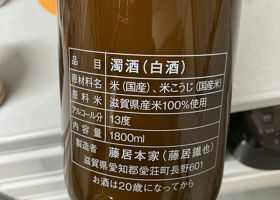 品目 濁酒(白酒)
原材料名 米(国産)、米こうじ(国産米)
原料米 滋賀県産米100%使用
アルコール分 13度
内容量 1800ml
製造者 藤居本家(藤居鐵也)
滋賀県愛知郡愛荘町長野601
お酒は20歳になってから